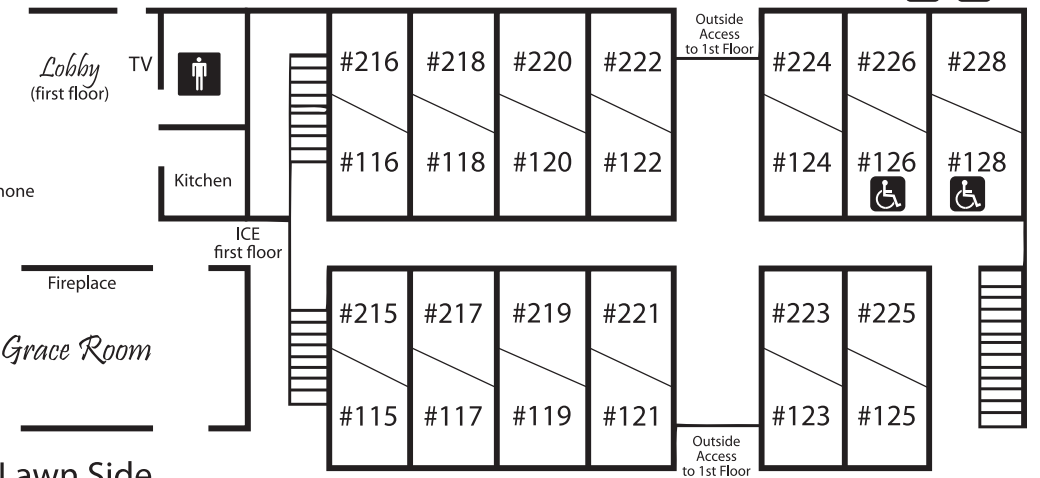 Outside
Access
to 1st Floor
Lobby
(first floor)
TV
#216 #218 #220 #222
#224 #226 #228
#116 #118 #120 #122
#124 #126 #128
Kitchen
ICE
first floor
Fireplace
Grace Room
#215 #217 #219 #221
#223 #225
#115 #117 #119 #121
#123 #125
Outside
Access
to 1st Floor
Lawn Side